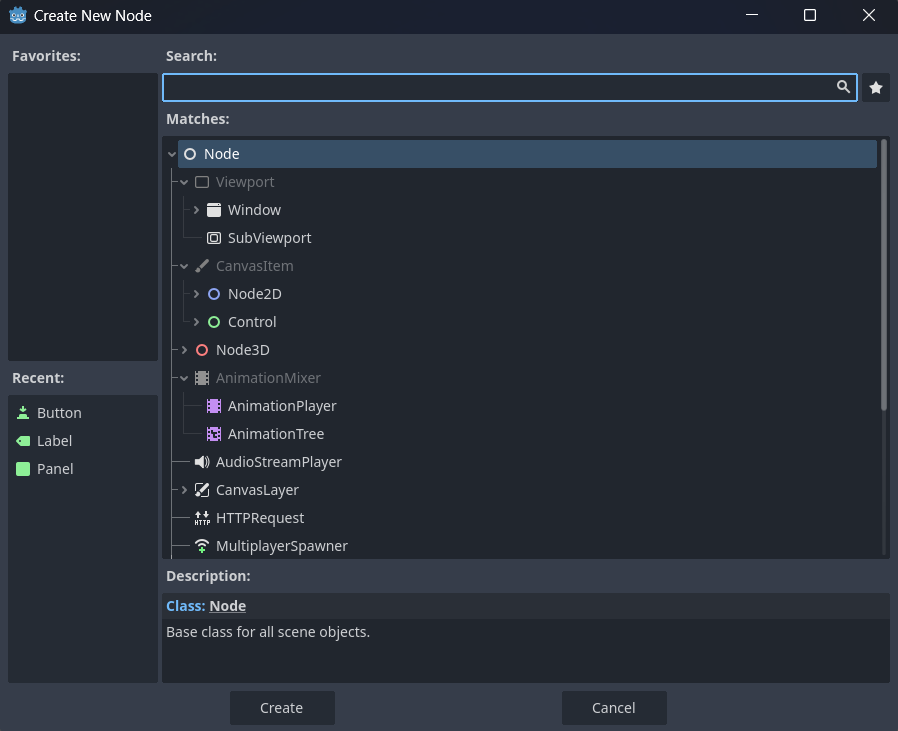 Create New Node
Favorites:
Search:
Matches:
Node
Viewport
Window
SubViewport
CanvasItem
Node2D
Control
Node3D
AnimationMixer
AnimationPlayer
AnimationTree
AudioStreamPlayer
CanvasLayer
HTTP
HTTPRequest
MultiplayerSpawner
Recent:
Button
Label
Panel
Description:
Class: Node
Base class for all scene objects.
Create
Cancel